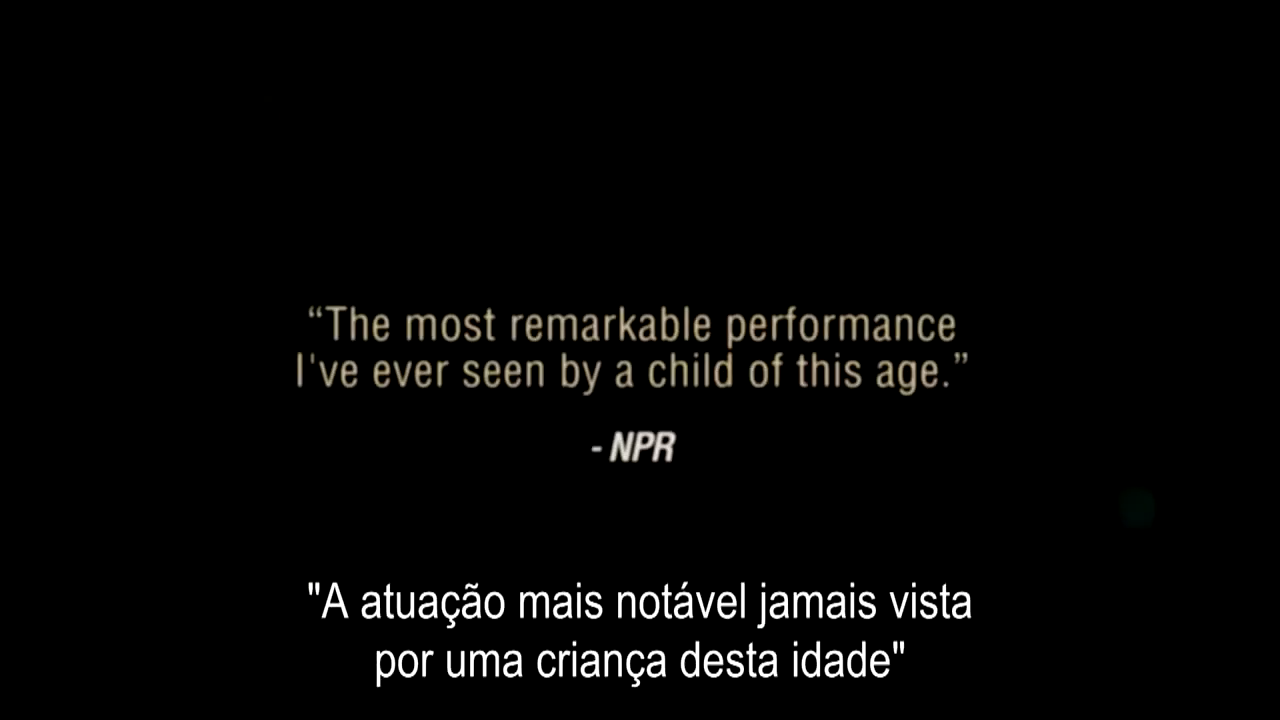 “The most remarkable performance
I've ever seen by a child of this age.”
- NPR
"A atuação mais notável jamais vista
por uma criança desta idade"